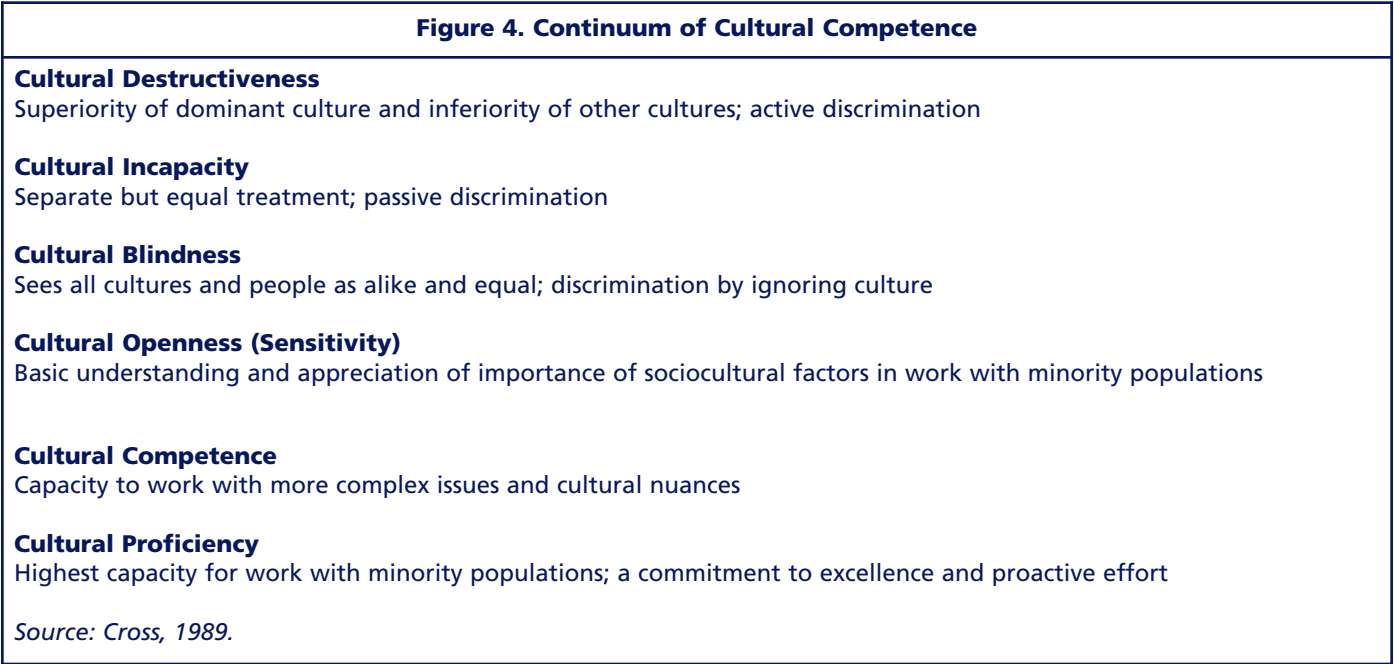 Figure 4. Continuum of Cultural Competence
Cultural Destructiveness
Superiority of dominant culture and inferiority of other cultures; active discrimination
Cultural Incapacity
Separate but equal treatment; passive discrimination
Cultural Blindness
Sees all cultures and people as alike and equal; discrimination by ignoring culture
Cultural Openness (Sensitivity)
Basic understanding and appreciation of importance of sociocultural factors in work with minority populations
Cultural Competence
Capacity to work with more complex issues and cultural nuances
Cultural Proficiency
Highest capacity for work with minority populations; a commitment to excellence and proactive effort
Source: Cross, 1989.